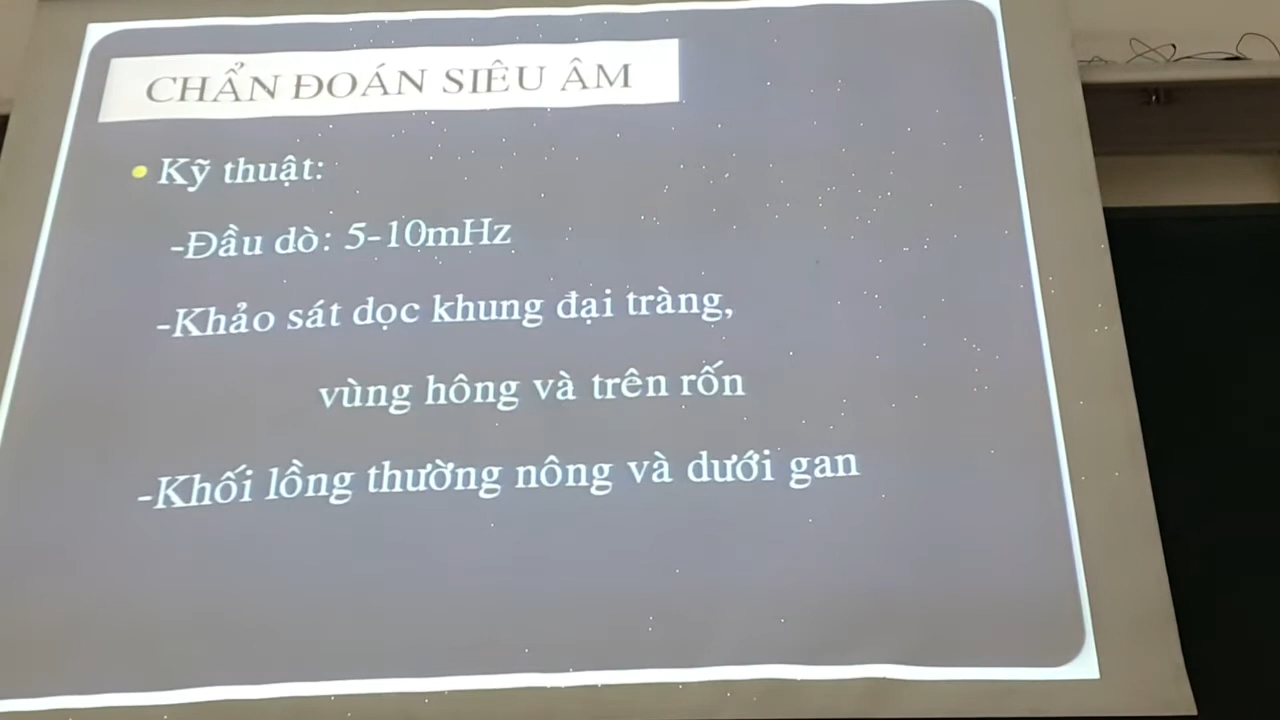 CHẨN ĐOÁN SIÊU ÂM
• Kỹ thuật:
-Đầu dò: 5-10mHz
-Khảo sát dọc khung đại tràng,
vùng hông và trên rốn
-Khối lồng thường nông và dưới gan